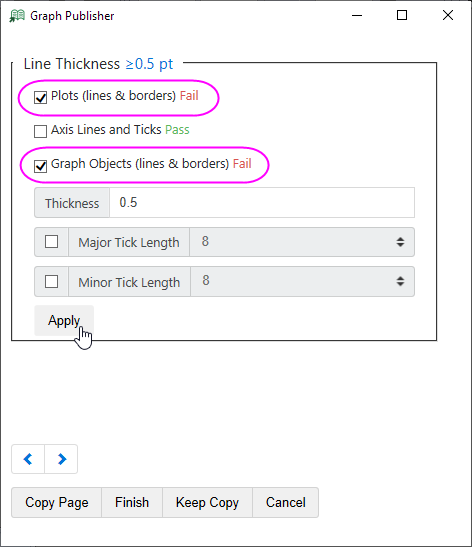 Graph Publisher
Line Thickness ≥0.5 pt
Plots (lines & borders) Fail
Axis Lines and Ticks Pass
Graph Objects (lines & borders) Fail
Thickness 0.5
Major Tick Length 8
Minor Tick Length 8
Apply
Copy Page Finish Keep Copy Cancel